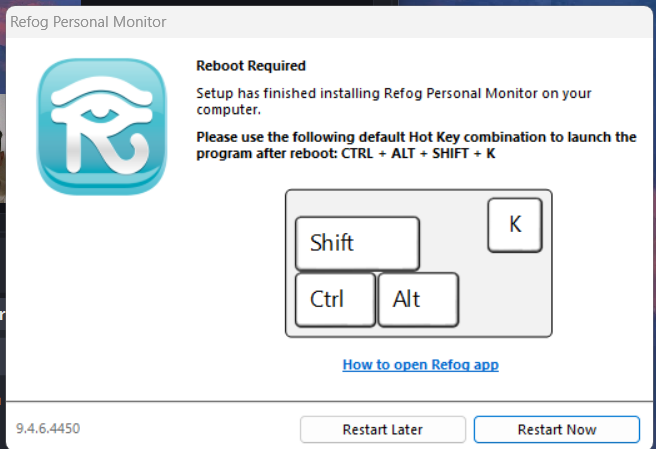 Refog Personal Monitor
Reboot Required
Setup has finished installing Refog Personal Monitor on your
computer.
Please use the following default Hot Key combination to launch the
program after reboot: CTRL + ALT + SHIFT + K
K
Shift
Ctrl Alt
How to open Refog app
9.4.6.4450
Restart Later
Restart Now